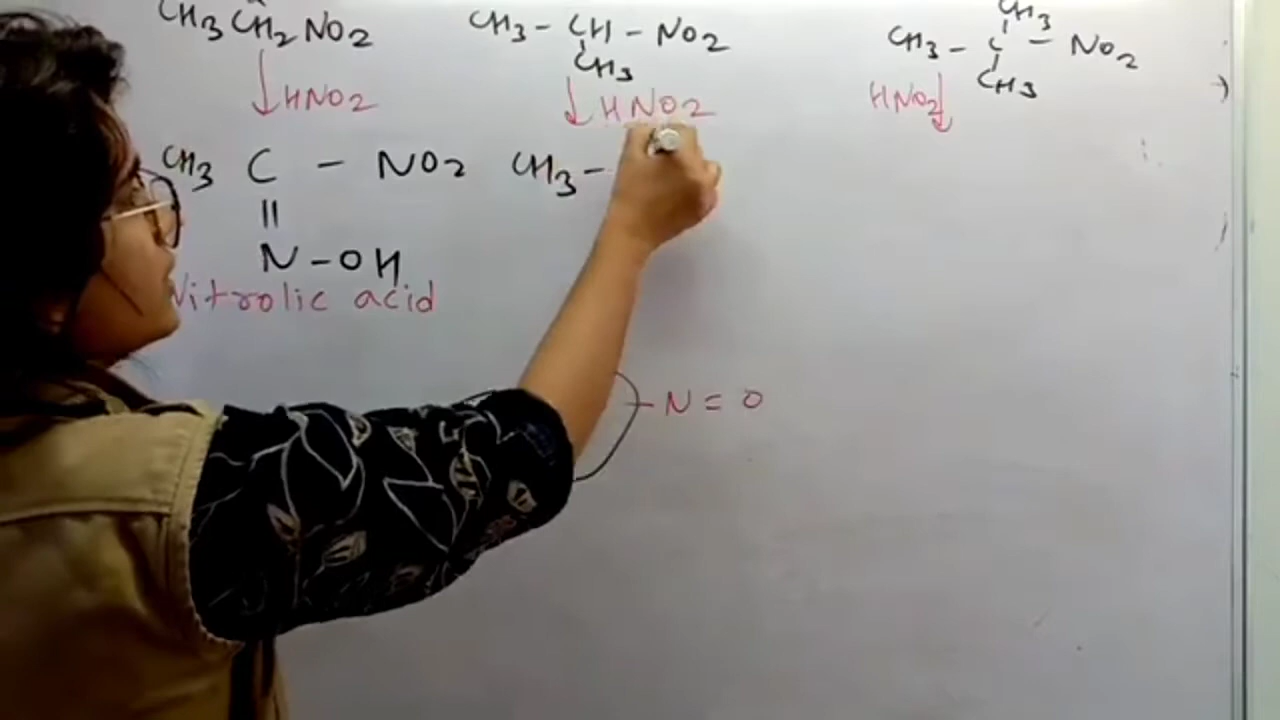 CH3 CH2 NO2
↓ HNO2
CH3 C - NO2
||
N - OH
Nitrolic acid
CH3 - CH - NO2
CH3
↓ HNO2
CH3 -
- N = O
CH3
CH3 - C - NO2
CH3
HNO2 ↓